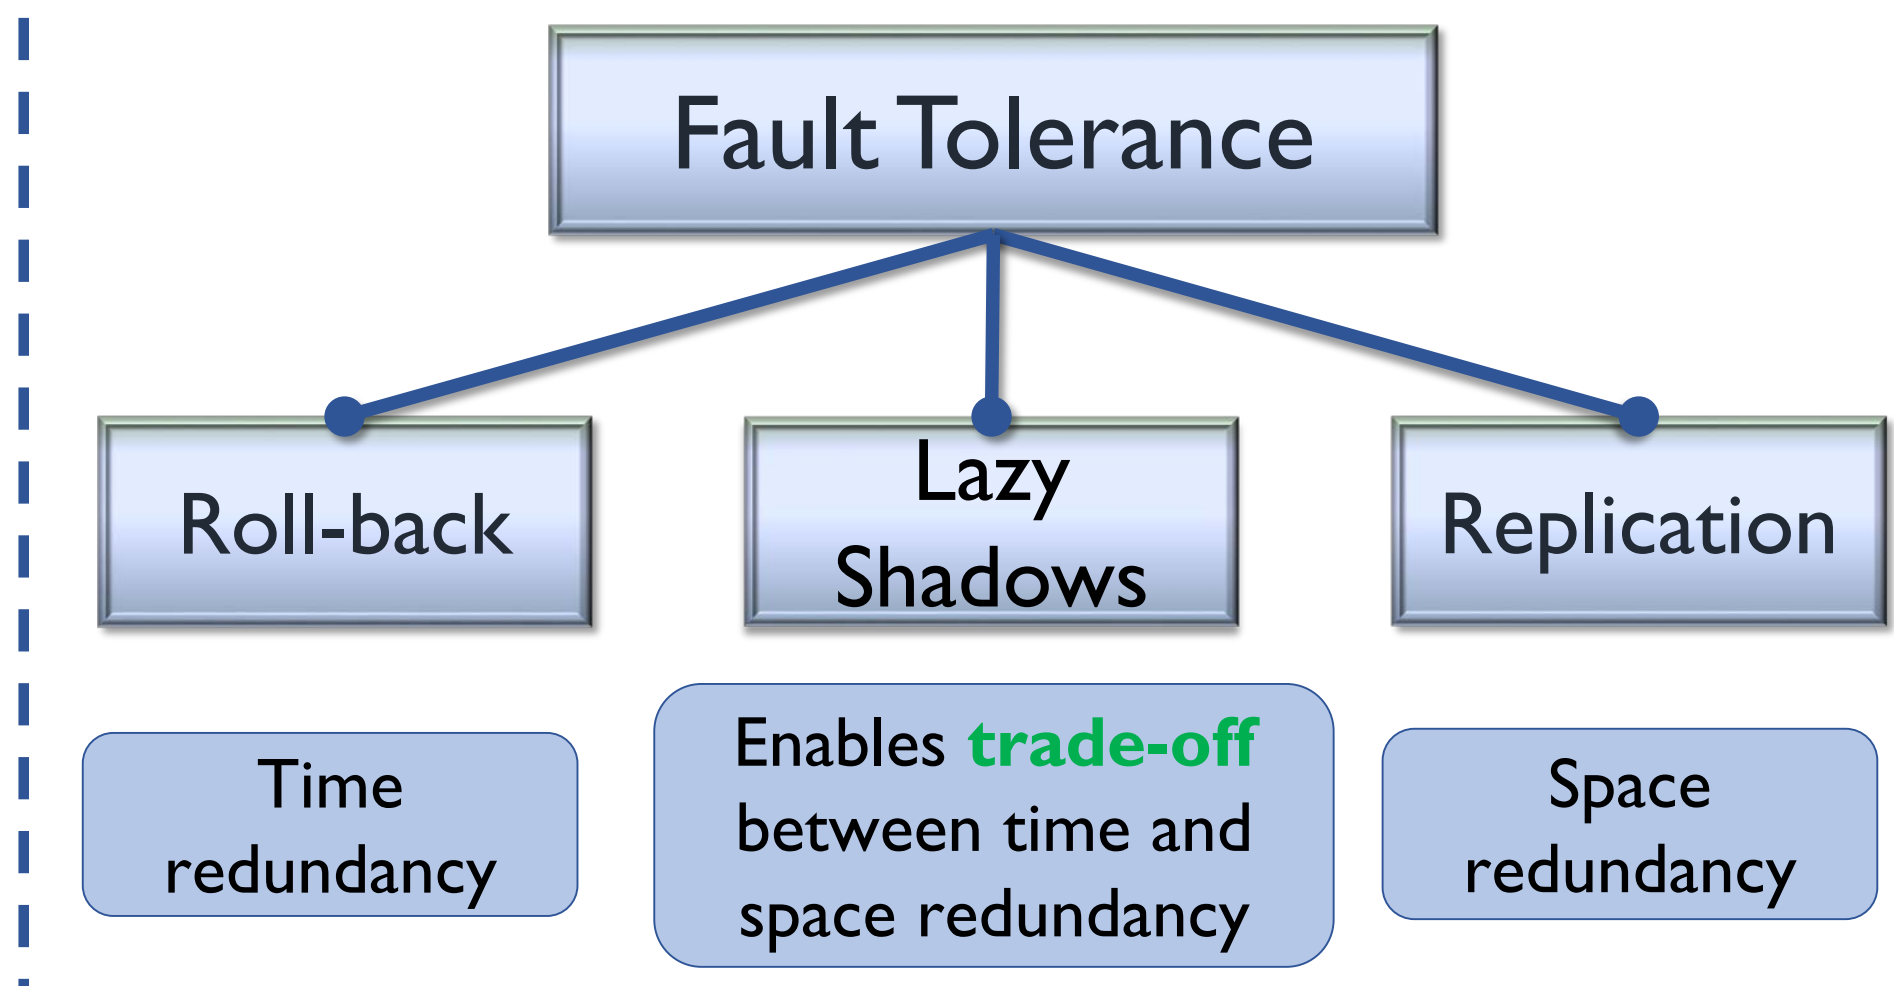 Fault Tolerance
Roll-back
Lazy
Shadows
Replication
Time
redundancy
Enables trade-off
between time and
space redundancy
Space
redundancy